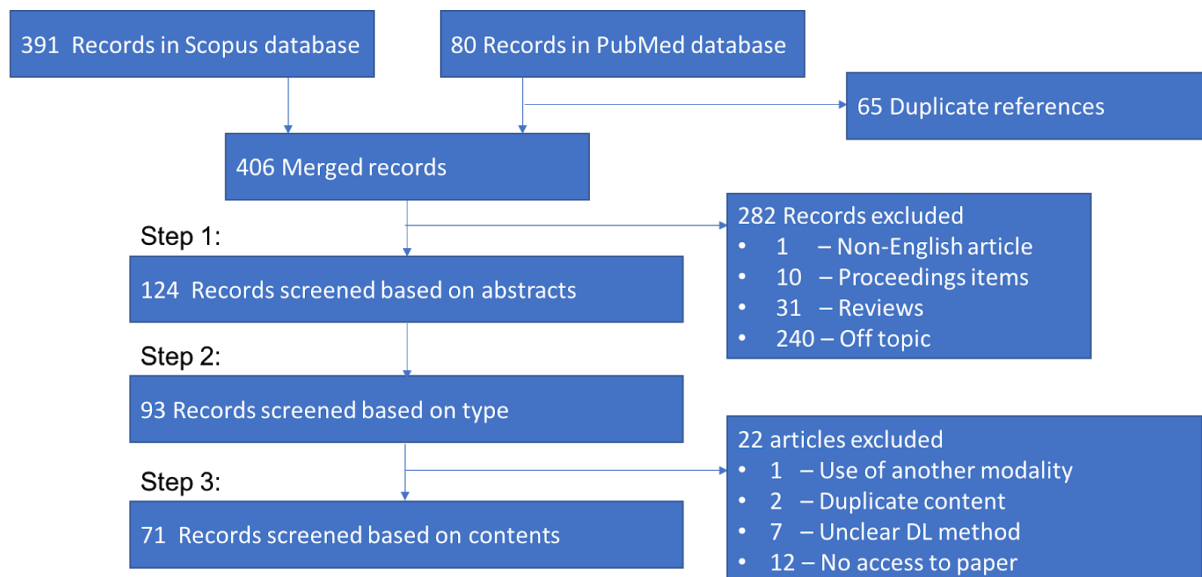 391 Records in Scopus database
80 Records in PubMed database
65 Duplicate references
406 Merged records
282 Records excluded
• 1 – Non-English article
• 10 – Proceedings items
• 31 – Reviews
• 240 – Off topic
Step 1:
124 Records screened based on abstracts
Step 2:
93 Records screened based on type
22 articles excluded
• 1 – Use of another modality
• 2 – Duplicate content
• 7 – Unclear DL method
• 12 – No access to paper
Step 3:
71 Records screened based on contents